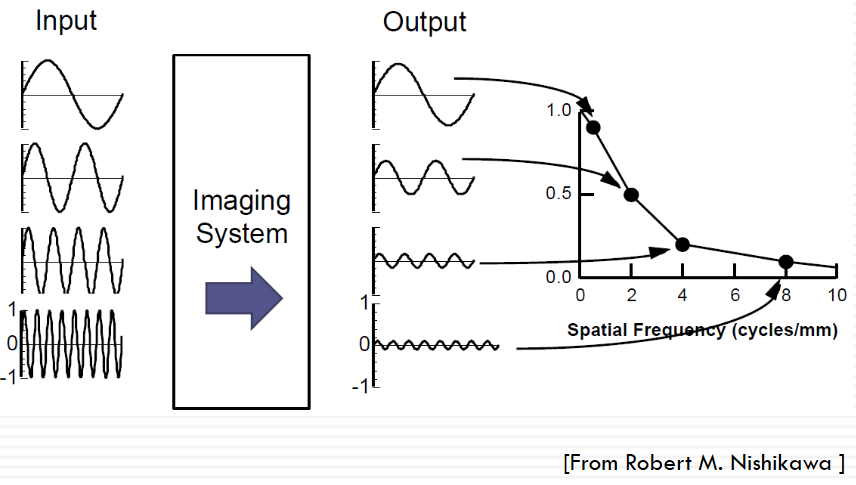 Input
Output
Imaging
System
1
0
-1
1
0
-1
1.0
0.5
0.0
0 2 4 6 8 10
Spatial Frequency (cycles/mm)
[From Robert M. Nishikawa ]